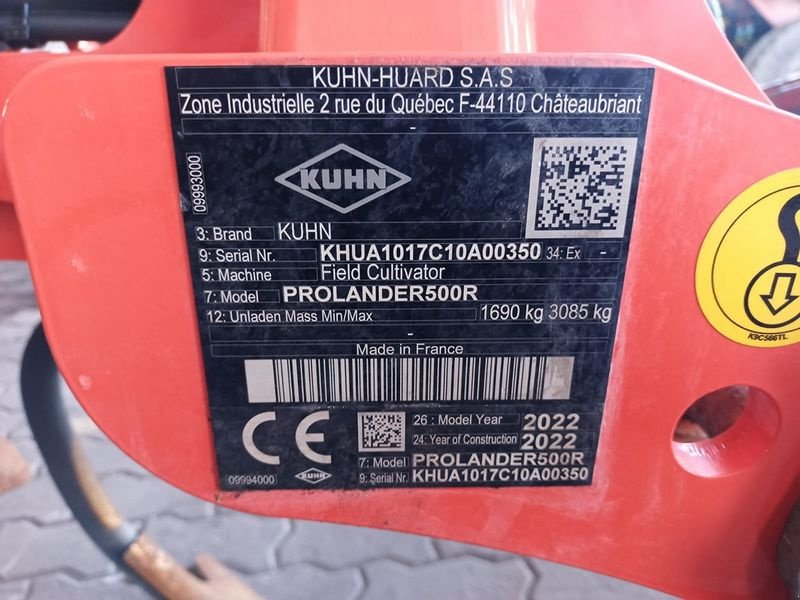 KUHN-HUARD S.A.S
Zone Industrielle 2 rue du Québec F-44110 Châteaubriant
-
09993000
KUHN
3: Brand KUHN
9: Serial Nr. KHUA1017C10A00350 34: Ex -
5: Machine Field Cultivator
7: Model PROLANDER500R
12: Unladen Mass Min/Max 1690 kg 3085 kg
-
Made in France
CE
26 : Model Year 2022
24: Year of Construction 2022
7: Model PROLANDER500R
09994000 KUHN 9: Serial Nr. KHUA1017C10A00350
K9C566TL